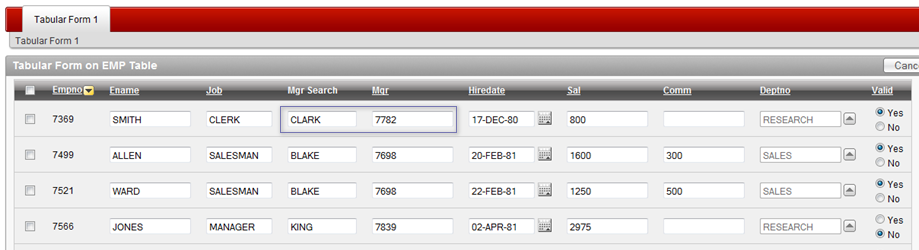 Tabular Form 1
Tabular Form 1
Tabular Form on EMP Table Canc
Empno Ename Job Mgr Search Mgr Hiredate Sal Comm Deptno Valid
7369 SMITH CLERK CLARK 7782 17-DEC-80 800 RESEARCH Yes
No
7499 ALLEN SALESMAN BLAKE 7698 20-FEB-81 1600 300 SALES Yes
No
7521 WARD SALESMAN BLAKE 7698 22-FEB-81 1250 500 SALES Yes
No
7566 JONES MANAGER KING 7839 02-APR-81 2975 RESEARCH Yes
No